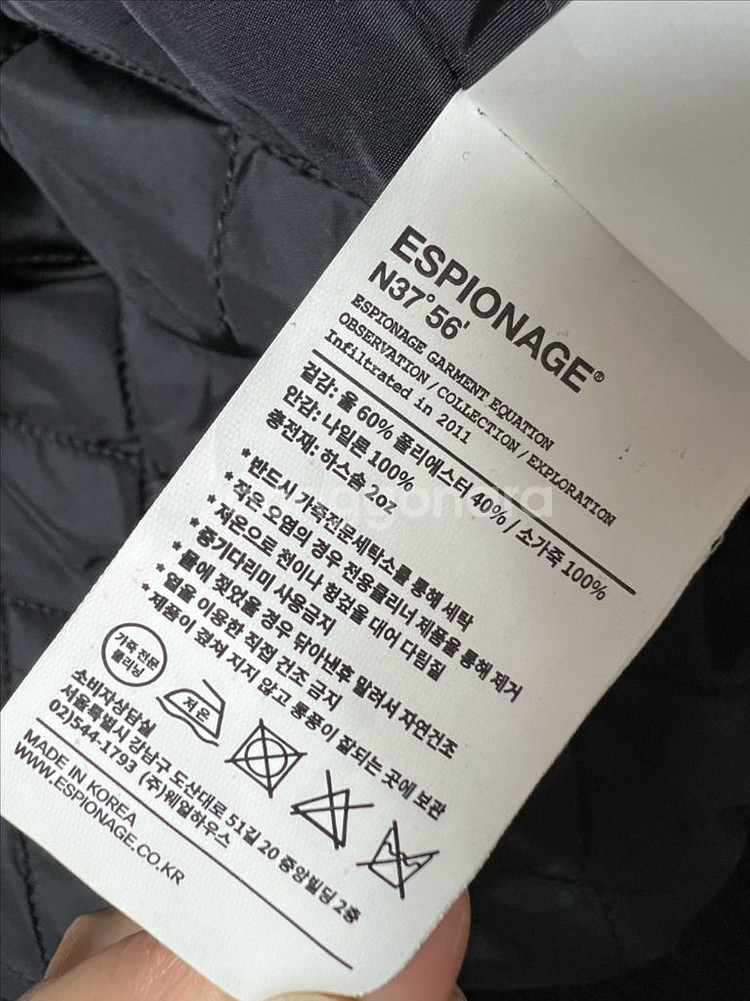 ESPIONAGE®
N37°56'
ESPIONAGE GARMENT EQUATION
OBSERVATION/COLLECTION/EXPLORATION
Infiltrated in 2011
겉감: 울 60% 폴리에스터 40% / 소가죽 100%
안감: 나일론 100%
충전재: 하스솜 2oz
*반드시 가죽전문세탁소를 통해 세탁
*작은 오염의 경우 전용클리너 제품을 통해 제거
*저온으로 천이나 헝겊을 대어 다림질
*증기다리미 사용금지
*물에 젖었을 경우 닦아낸후 말려서 자연건조
*열을 이용한 직접 건조 금지
*제품이 겹쳐 지지 않고 통풍이 잘되는 곳에 보관
가죽 전문
클리닝
저온
소비자상담실
서울특별시 강남구 도산대로 51길 20 중앙빌딩 2층
02)544-1793 (주)웨얼하우스
MADE IN KOREA
WWW.ESPIONAGE.CO.KR